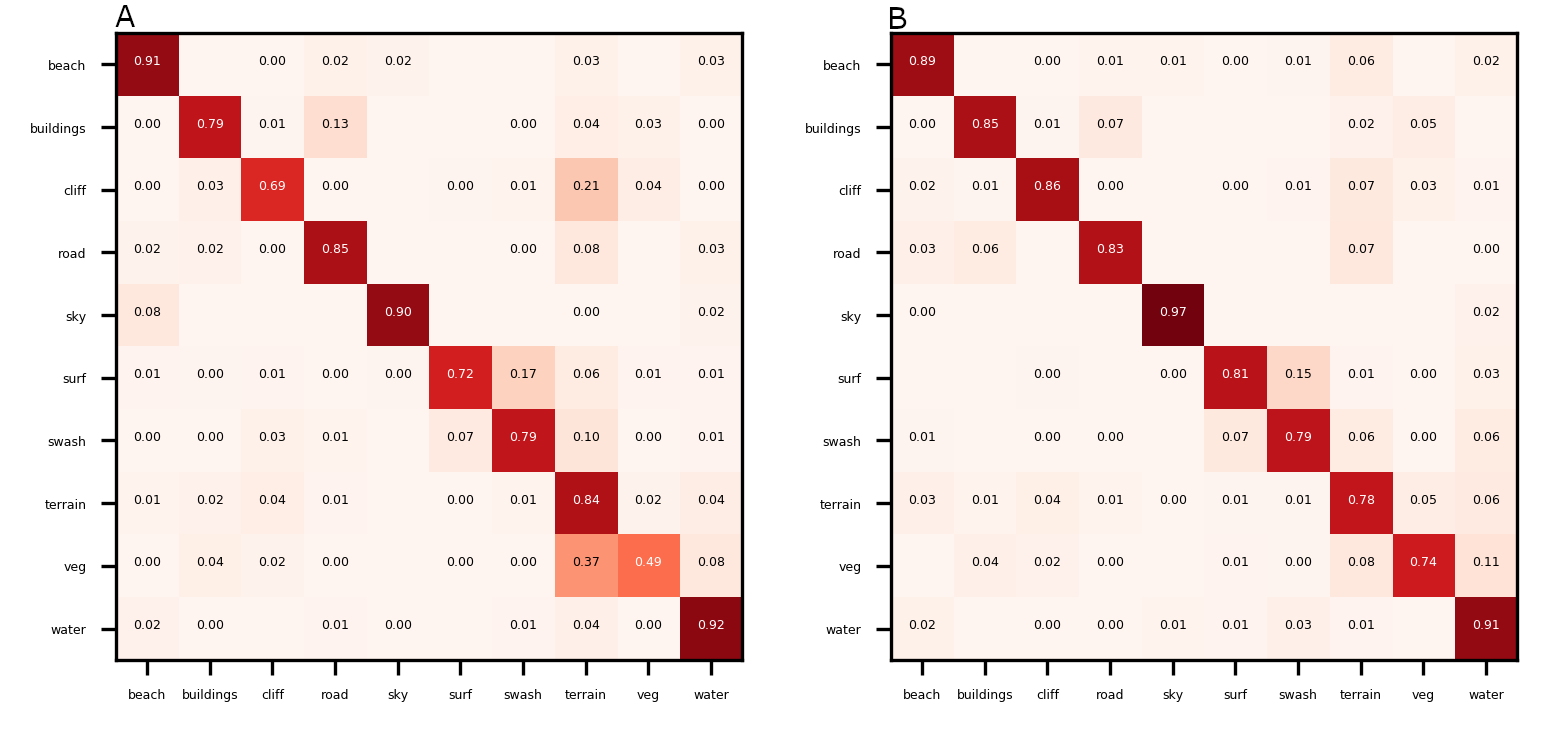 A
beach 0.91 0.00 0.02 0.02 0.03 0.03
buildings 0.00 0.79 0.01 0.13 0.00 0.04 0.03 0.00
cliff 0.00 0.03 0.69 0.00 0.00 0.01 0.21 0.04 0.00
road 0.02 0.02 0.00 0.85 0.00 0.08 0.03
sky 0.08 0.90 0.00 0.02
surf 0.01 0.00 0.01 0.00 0.00 0.72 0.17 0.06 0.01 0.01
swash 0.00 0.00 0.03 0.01 0.07 0.79 0.10 0.00 0.01
terrain 0.01 0.02 0.04 0.01 0.00 0.01 0.84 0.02 0.04
veg 0.00 0.04 0.02 0.00 0.00 0.00 0.37 0.49 0.08
water 0.02 0.00 0.01 0.00 0.01 0.04 0.00 0.92
beach buildings cliff road sky surf swash terrain veg water
B
beach 0.89 0.00 0.01 0.01 0.00 0.01 0.06 0.02
buildings 0.00 0.85 0.01 0.07 0.02 0.05
cliff 0.02 0.01 0.86 0.00 0.00 0.01 0.07 0.03 0.01
road 0.03 0.06 0.83 0.07 0.00
sky 0.00 0.97 0.02
surf 0.00 0.00 0.81 0.15 0.01 0.00 0.03
swash 0.01 0.00 0.00 0.07 0.79 0.06 0.00 0.06
terrain 0.03 0.01 0.04 0.01 0.00 0.01 0.01 0.78 0.05 0.06
veg 0.04 0.02 0.00 0.01 0.00 0.08 0.74 0.11
water 0.02 0.00 0.00 0.01 0.01 0.03 0.01 0.91
beach buildings cliff road sky surf swash terrain veg water